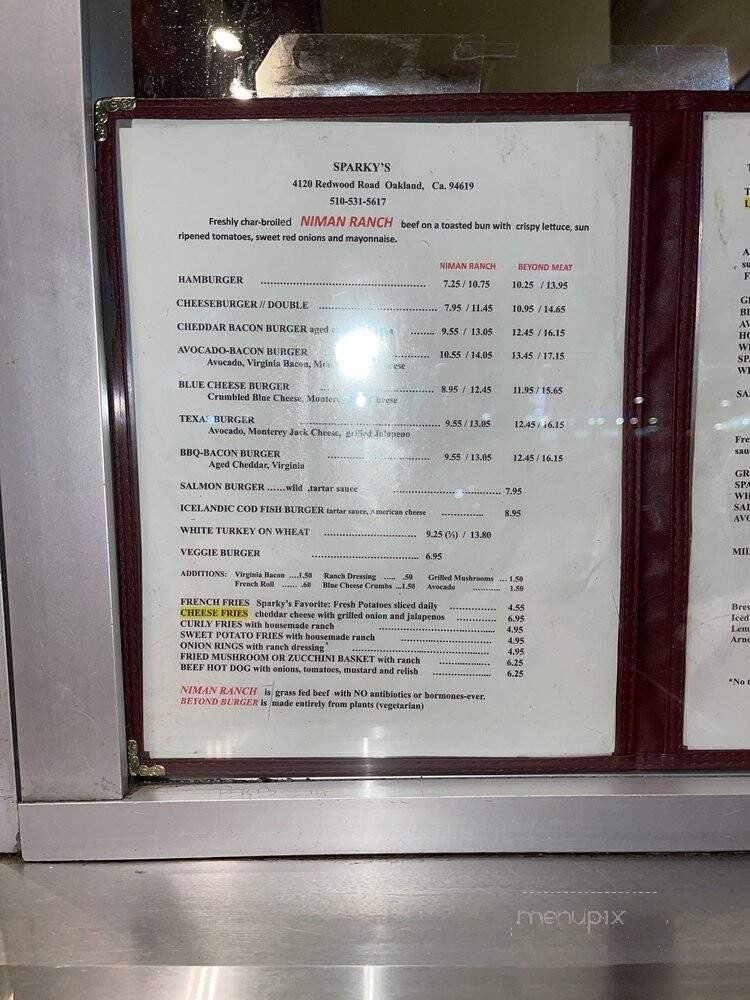 SPARKY'S
4120 Redwood Road Oakland, Ca. 94619
510-531-5617
Freshly char-broiled NIMAN RANCH beef on a toasted bun with crispy lettuce, sun
ripened tomatoes, sweet red onions and mayonnaise.
NIMAN RANCH BEYOND MEAT
HAMBURGER 7.25 / 10.75 10.25 / 13.95
CHEESEBURGER // DOUBLE 7.95 / 11.45 10.95 / 14.65
CHEDDAR BACON BURGER aged 9.55 / 13.05 12.45 / 16.15
AVOCADO-BACON BURGER 10.55 / 14.05 13.45 / 17.15
Avocado, Virginia Bacon,
BLUE CHEESE BURGER 8.95 / 12.45 11.95 / 15.65
Crumbled Blue Cheese, Cheese
TEXAS BURGER 9.55 / 13.05 12.45 / 16.15
Avocado, Monterey Jack Cheese, grilled Jalapeno
BBQ-BACON BURGER 9.55 / 13.05 12.45 / 16.15
Aged Cheddar, Virginia
SALMON BURGER ......wild ,tartar sauce 7.95
ICELANDIC COD FISH BURGER tartar sauce, American cheese 8.95
WHITE TURKEY ON WHEAT 9.25 (⅓) / 13.80
VEGGIE BURGER 6.95
ADDITIONS: Virginia Bacon ....1.50 Ranch Dressing ..... .50 Grilled Mushrooms ... 1.50
French Roll ...... .60 Blue Cheese Crumbs ...1.50 Avocado ........... 1.50
FRENCH FRIES Sparky's Favorite: Fresh Potatoes sliced daily 4.55
CHEESE FRIES cheddar cheese with grilled onion and jalapenos 6.95
CURLY FRIES with housemade ranch 4.95
SWEET POTATO FRIES with housemade ranch 4.95
ONION RINGS with ranch dressing 4.95
FRIED MUSHROOM OR ZUCCHINI BASKET with ranch 6.25
BEEF HOT DOG with onions, tomatoes, mustard and relish 6.25
NIMAN RANCH is grass fed beef with NO antibiotics or hormones-ever.
BEYOND BURGER is made entirely from plants (vegetarian)
menupix